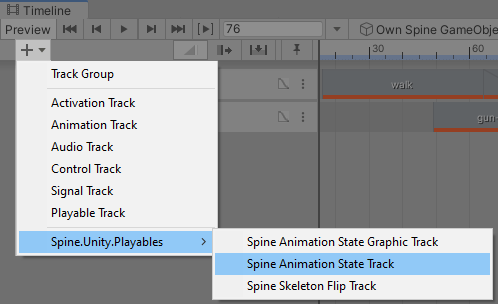 Timeline
Preview
76
Own Spine GameObje
30
60
walk
gun
Track Group
Activation Track
Animation Track
Audio Track
Control Track
Signal Track
Playable Track
Spine.Unity.Playables
Spine Animation State Graphic Track
Spine Animation State Track
Spine Skeleton Flip Track